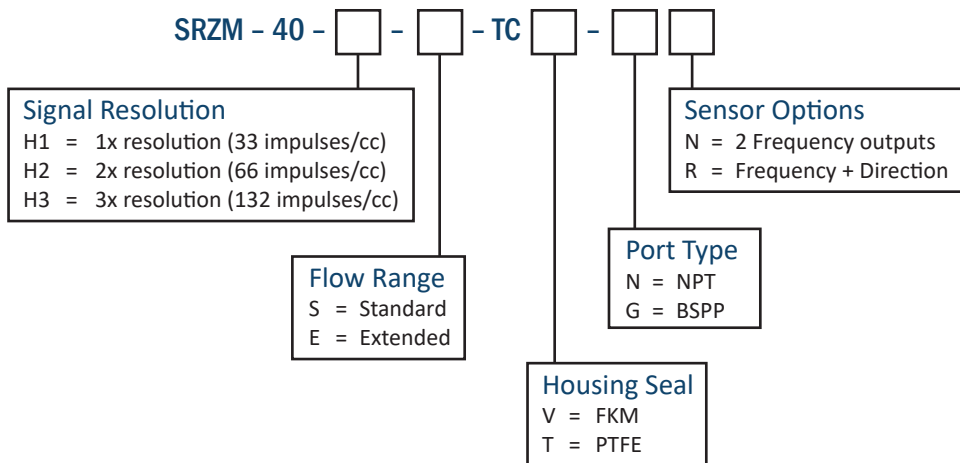 SRZM – 40 – – – TC –
Signal Resolution
H1 = 1x resolution (33 impulses/cc)
H2 = 2x resolution (66 impulses/cc)
H3 = 3x resolution (132 impulses/cc)
Sensor Options
N = 2 Frequency outputs
R = Frequency + Direction
Flow Range
S = Standard
E = Extended
Port Type
N = NPT
G = BSPP
Housing Seal
V = FKM
T = PTFE